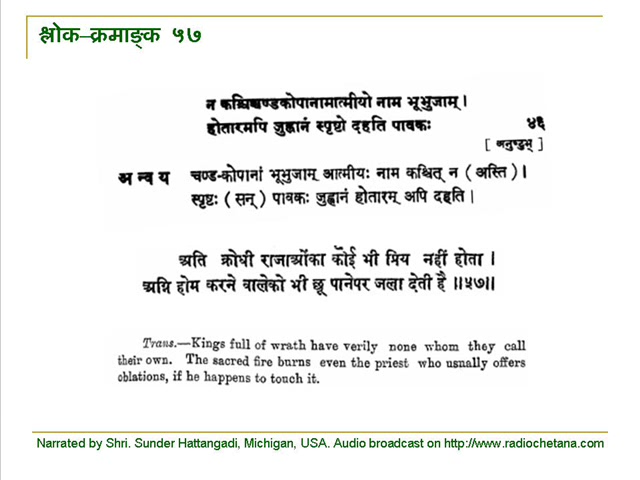 श्लोक–क्रमाङ्क ५७
न कश्चिच्चण्डकोपानामात्मीयो नाम भूभुजाम् ।
होतारमपि जुह्वानं स्पृष्टो दहति पावकः ४६
[ अनुष्टुभ् ]
अन्वय चण्ड-कोपानां भूभुजाम् आत्मीयः नाम कश्चित् न ( अस्ति ) ।
स्पृष्टः ( सन् ) पावकः जुह्वानं होतारम् अपि दहति ।
अति क्रोधी राजाओंका कोई भी प्रिय नहीं होता ।
अग्नि होम करने वालेको भी छू पानेपर जला देती है ॥५७॥
Trans.—Kings full of wrath have verily none whom they call
their own. The sacred fire burns even the priest who usually offers
oblations, if he happens to touch it.
Narrated by Shri. Sunder Hattangadi, Michigan, USA. Audio broadcast on http://www.radiochetana.com